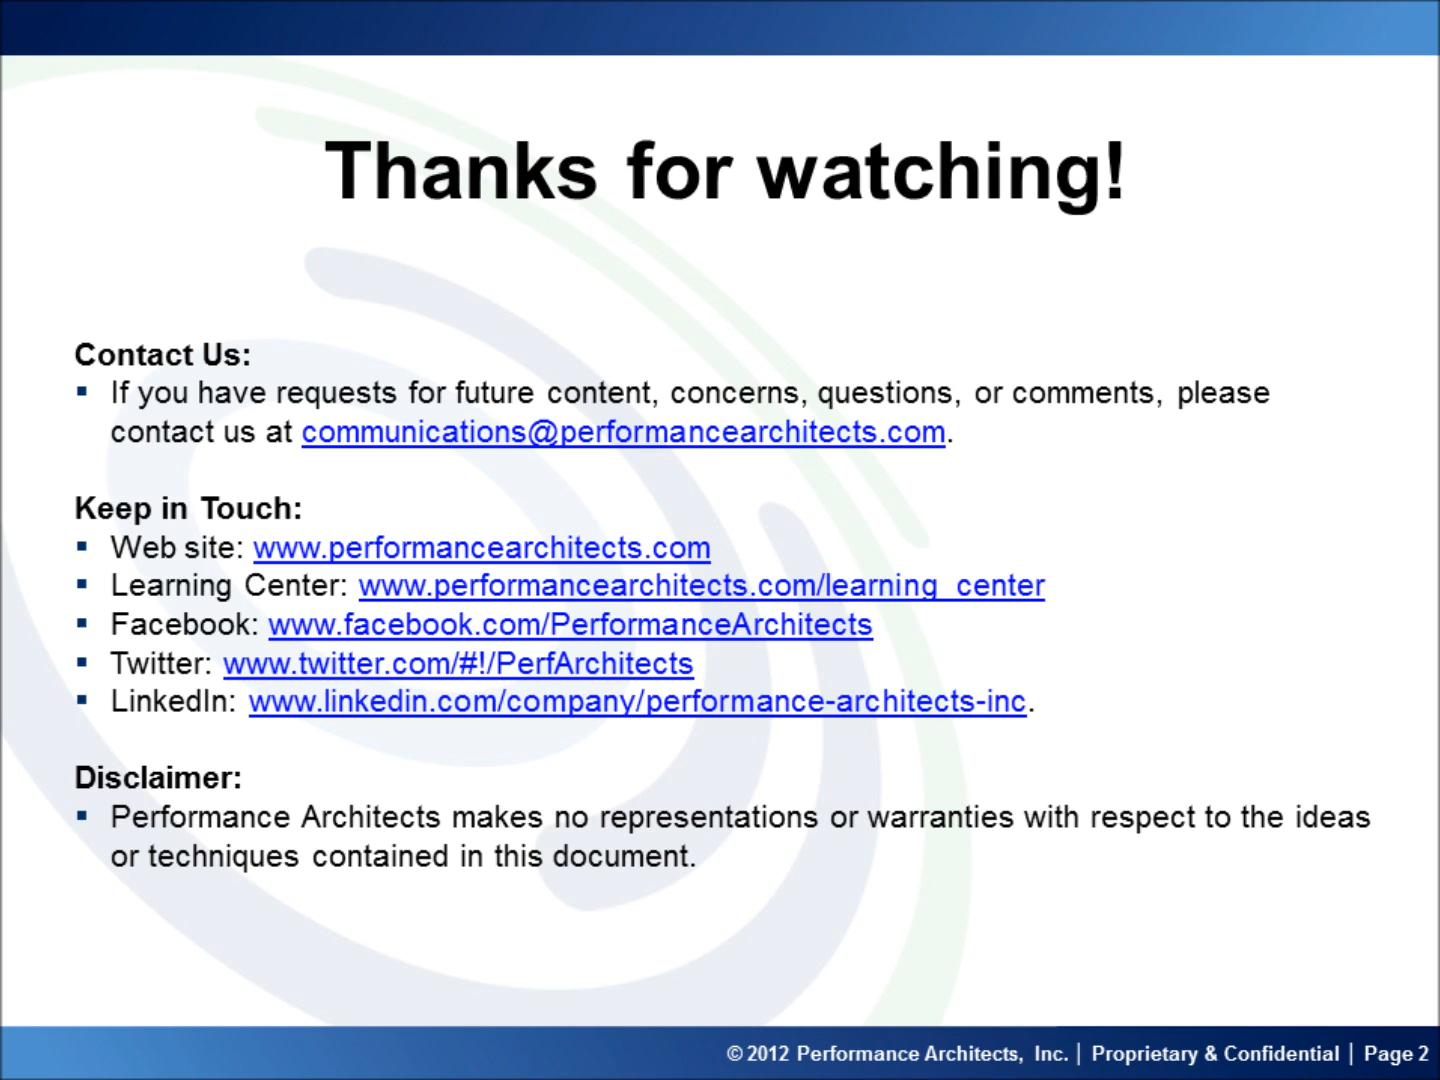 Thanks for watching!
Contact Us:
▪ If you have requests for future content, concerns, questions, or comments, please
contact us at communications@performancearchitects.com.
Keep in Touch:
▪ Web site: www.performancearchitects.com
▪ Learning Center: www.performancearchitects.com/learning_center
▪ Facebook: www.facebook.com/PerformanceArchitects
▪ Twitter: www.twitter.com/#!/PerfArchitects
▪ LinkedIn: www.linkedin.com/company/performance-architects-inc.
Disclaimer:
▪ Performance Architects makes no representations or warranties with respect to the ideas
or techniques contained in this document.
© 2012 Performance Architects, Inc. | Proprietary & Confidential | Page 2